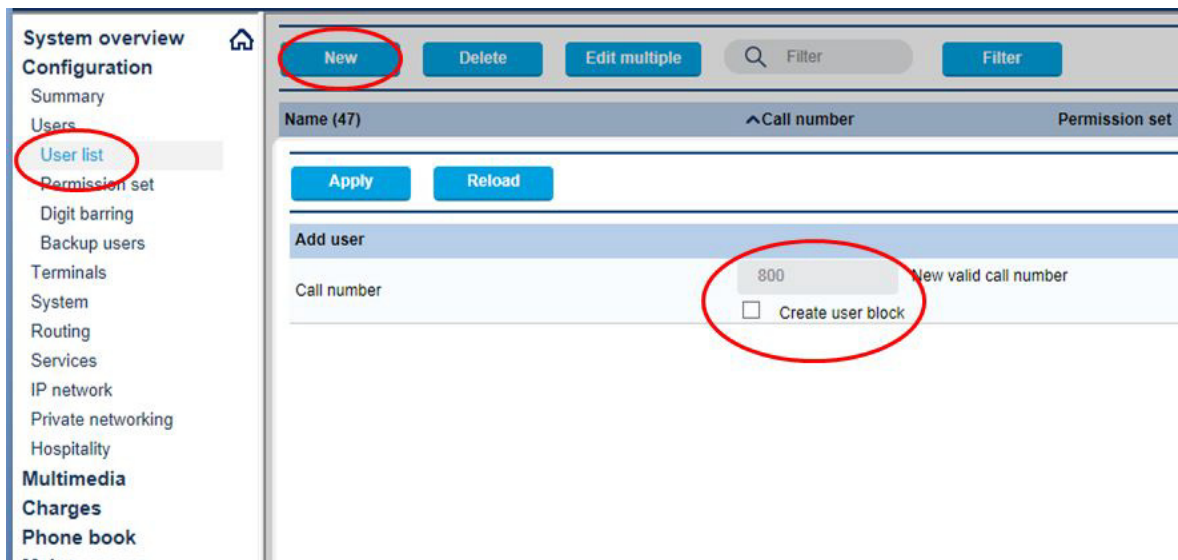 System overview
Configuration
Summary
Users
User list
Permission set
Digit barring
Backup users
Terminals
System
Routing
Services
IP network
Private networking
Hospitality
Multimedia
Charges
Phone book
New Delete Edit multiple Filter Filter
Name (47) Call number Permission set
Apply Reload
Add user
Call number 800 New valid call number
Create user block